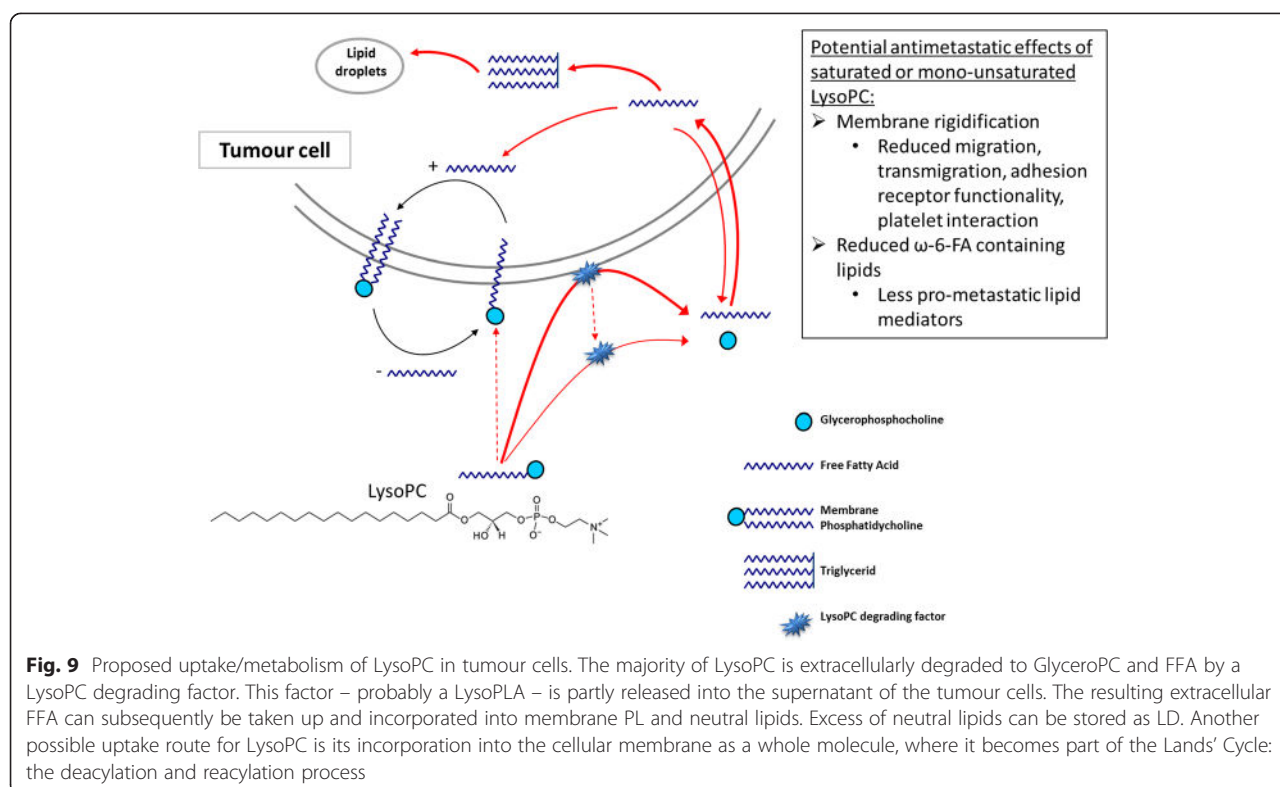 Lipid
droplets
Tumour cell
+
-
LysoPC
O
O
HO
H
O
P
O
O
O⁻
N⁺
Potential antimetastatic effects of
saturated or mono-unsaturated
LysoPC:
➤ Membrane rigidification
• Reduced migration,
transmigration, adhesion
receptor functionality,
platelet interaction
➤ Reduced ω-6-FA containing
lipids
• Less pro-metastatic lipid
mediators
Glycerophosphocholine
Free Fatty Acid
Membrane
Phosphatidycholine
Triglycerid
LysoPC degrading factor
Fig. 9 Proposed uptake/metabolism of LysoPC in tumour cells. The majority of LysoPC is extracellularly degraded to GlyceroPC and FFA by a
LysoPC degrading factor. This factor – probably a LysoPLA – is partly released into the supernatant of the tumour cells. The resulting extracellular
FFA can subsequently be taken up and incorporated into membrane PL and neutral lipids. Excess of neutral lipids can be stored as LD. Another
possible uptake route for LysoPC is its incorporation into the cellular membrane as a whole molecule, where it becomes part of the Lands’ Cycle:
the deacylation and reacylation process